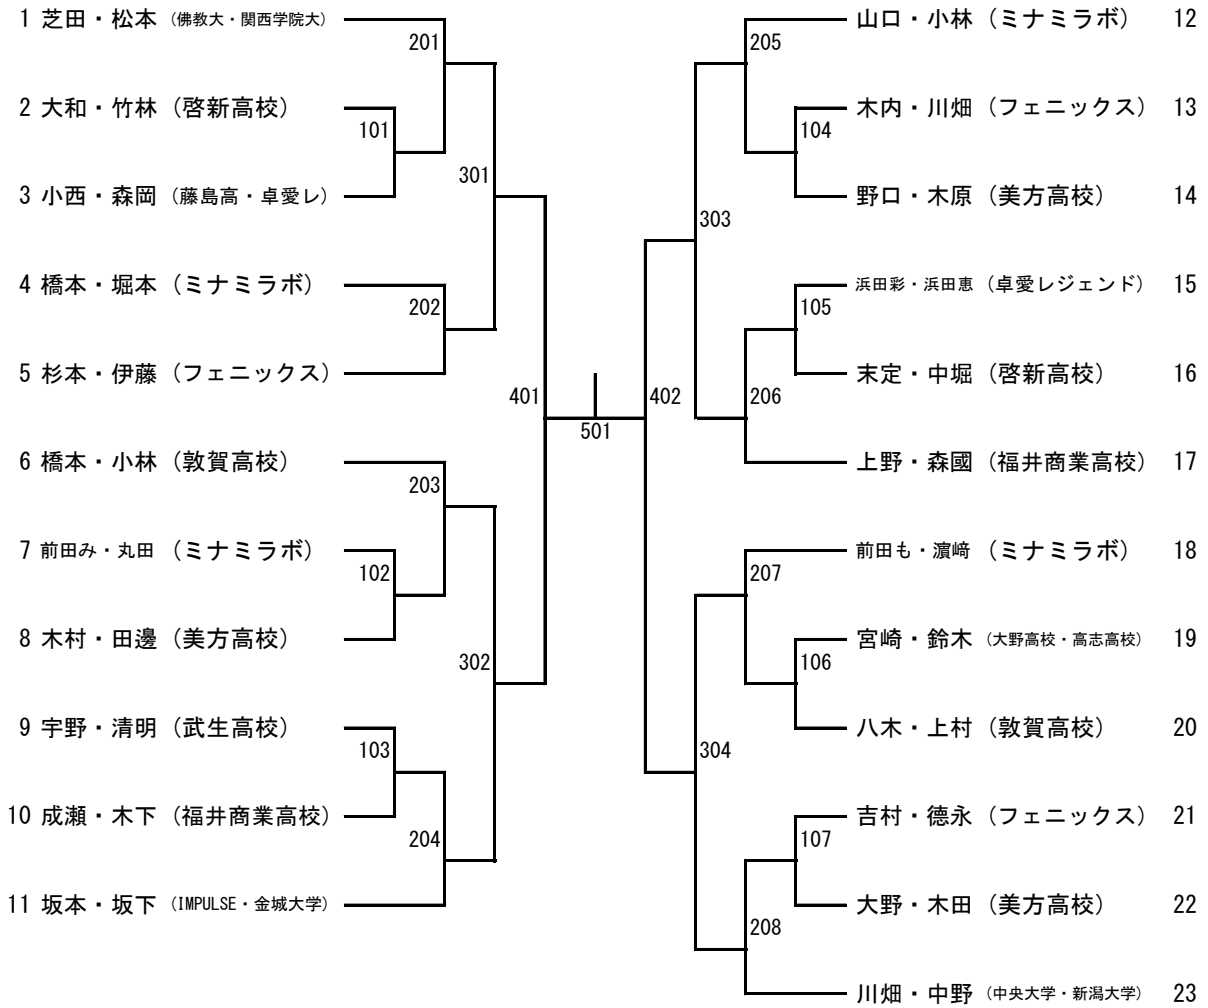 1 芝田・松本 (佛教大・関西学院大)
201
2 大和・竹林 (啓新高校)
101
3 小西・森岡 (藤島高・卓愛レ)
301
4 橋本・堀本 (ミナミラボ)
202
5 杉本・伊藤 (フェニックス)
401
6 橋本・小林 (敦賀高校)
203
7 前田み・丸田 (ミナミラボ)
102
8 木村・田邊 (美方高校)
302
9 宇野・清明 (武生高校)
103
10 成瀬・木下 (福井商業高校)
204
11 坂本・坂下 (IMPULSE・金城大学)
501
山口・小林 (ミナミラボ) 12
205
木内・川畑 (フェニックス) 13
104
野口・木原 (美方高校) 14
303
浜田彩・浜田恵 (卓愛レジェンド) 15
105
末定・中堀 (啓新高校) 16
402
206
上野・森國 (福井商業高校) 17
前田も・濵﨑 (ミナミラボ) 18
207
宮崎・鈴木 (大野高校・高志高校) 19
106
八木・上村 (敦賀高校) 20
304
吉村・德永 (フェニックス) 21
107
大野・木田 (美方高校) 22
208
川畑・中野 (中央大学・新潟大学) 23